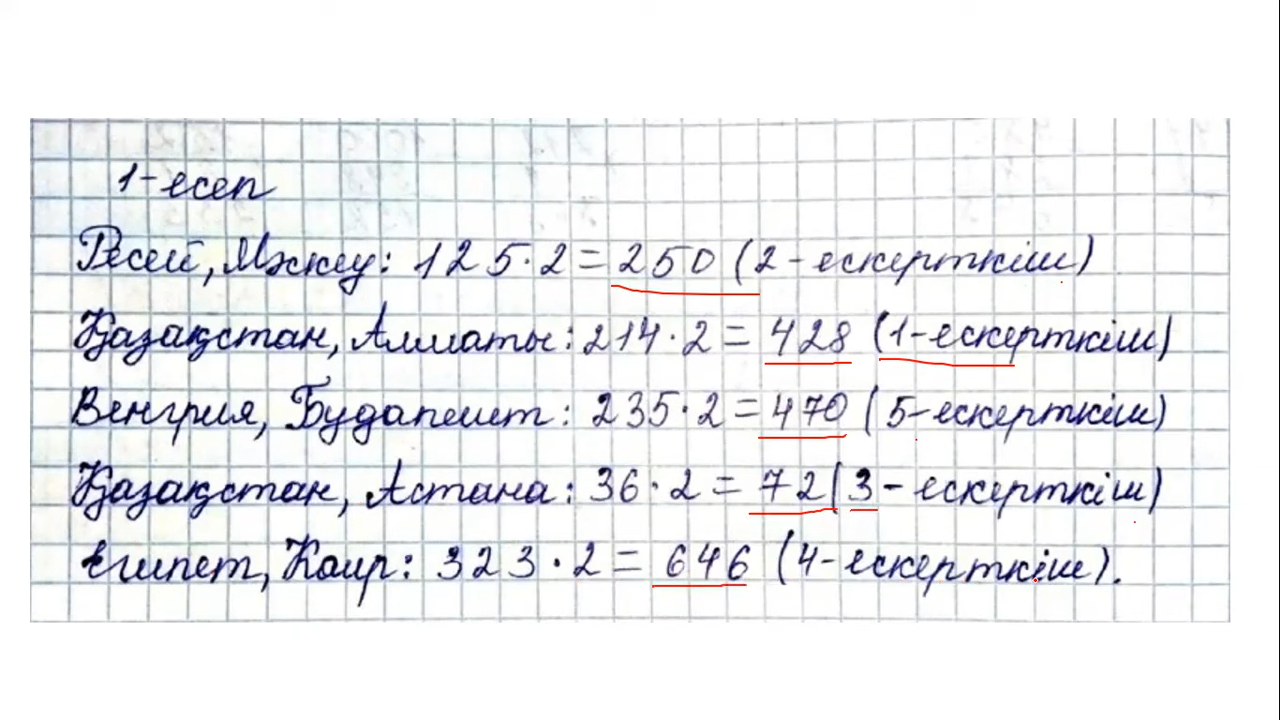 1-есеп
Ресей, Мәскеу: 125·2=250 (2-ескерткіш)
Қазақстан, Алматы: 214·2=428 (1-ескерткіш)
Венгрия, Будапешт: 235·2=470 (5-ескерткіш)
Қазақстан, Астана: 36·2=72(3-ескерткіш)
Египет, Каир: 323·2=646 (4-ескерткіш).